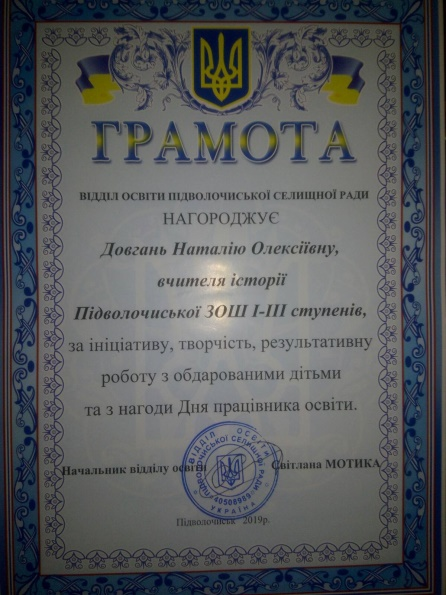 ГРАМОТА
ВІДДІЛ ОСВІТИ ПІДВОЛОЧИСЬКОЇ СЕЛИЩНОЇ РАДИ
НАГОРОДЖУЄ
Довгань Наталію Олексіївну,
вчителя історії
Підволочиської ЗОШ І-ІІІ ступенів,
за ініціативу, творчість, результативну
роботу з обдарованими дітьми
та з нагоди Дня працівника освіти.
Начальник відділу освіти Світлана МОТИКА
ВІДДІЛ ОСВІТИ
ПІДВОЛОЧИСЬКОЇ СЕЛИЩНОЇ РАДИ
40508989
УКРАЇНА
Підволочиськ 2019р.